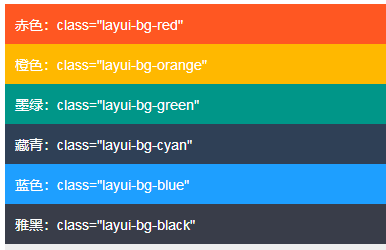 赤色：class="layui-bg-red"
橙色：class="layui-bg-orange"
墨绿：class="layui-bg-green"
藏青：class="layui-bg-cyan"
蓝色：class="layui-bg-blue"
雅黑：class="layui-bg-black"